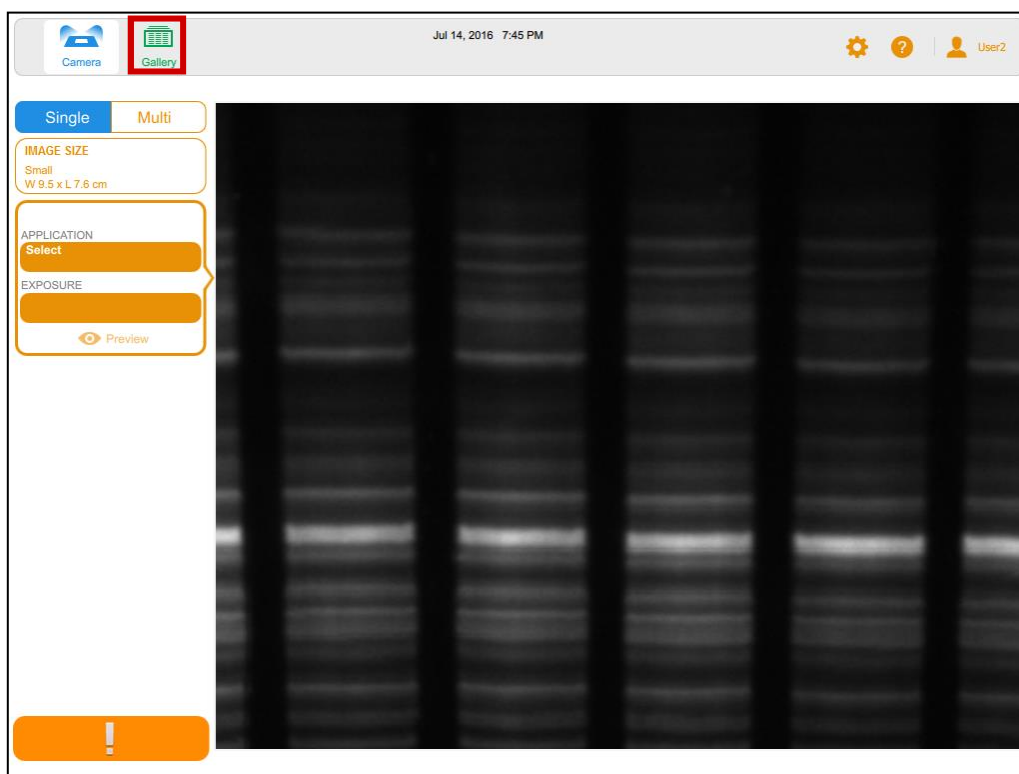 Jul 14, 2016 7:45 PM
Camera
Gallery
?
User2
Single
Multi
IMAGE SIZE
Small
W 9.5 x L 7.6 cm
APPLICATION
Select
EXPOSURE
Preview
!